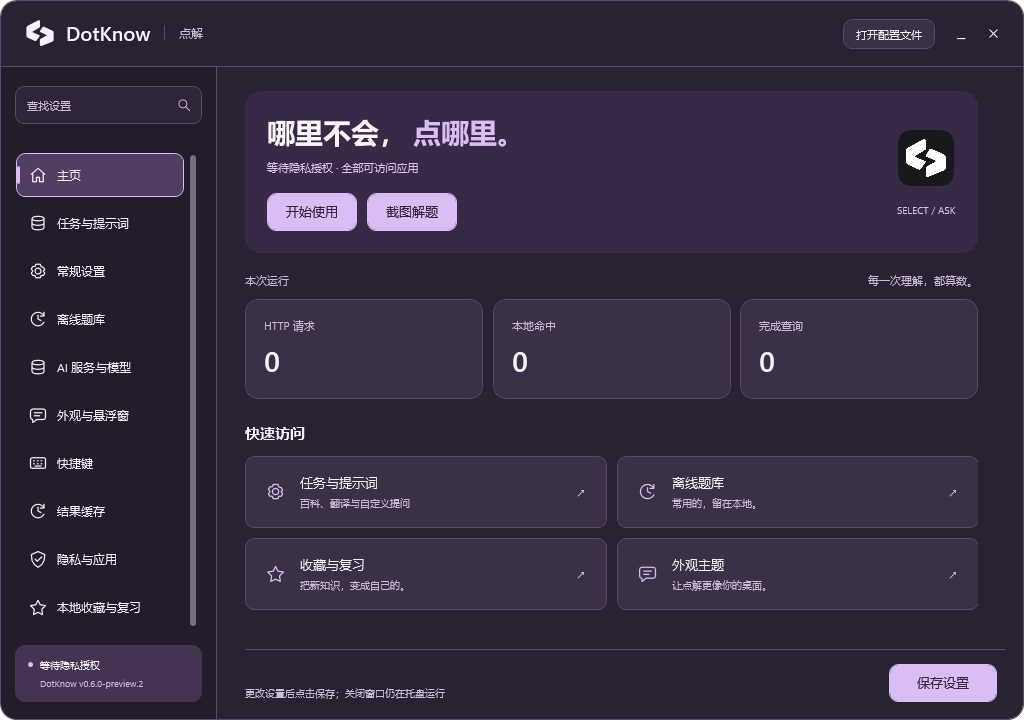 DotKnow 点解
打开配置文件
查找设置
主页
任务与提示词
常规设置
离线题库
AI 服务与模型
外观与悬浮窗
快捷键
结果缓存
隐私与应用
本地收藏与复习
等待隐私授权
DotKnow v0.6.0-preview.2
哪里不会，点哪里。
等待隐私授权 · 全部可访问应用
开始使用
截图解题
SELECT / ASK
本次运行
每一次理解，都算数。
HTTP 请求
0
本地命中
0
完成查询
0
快速访问
任务与提示词
百科、翻译与自定义提问
离线题库
常用的，留在本地。
收藏与复习
把新知识，变成自己的。
外观主题
让点解更像你的桌面。
更改设置后点击保存；关闭窗口仍在托盘运行
保存设置